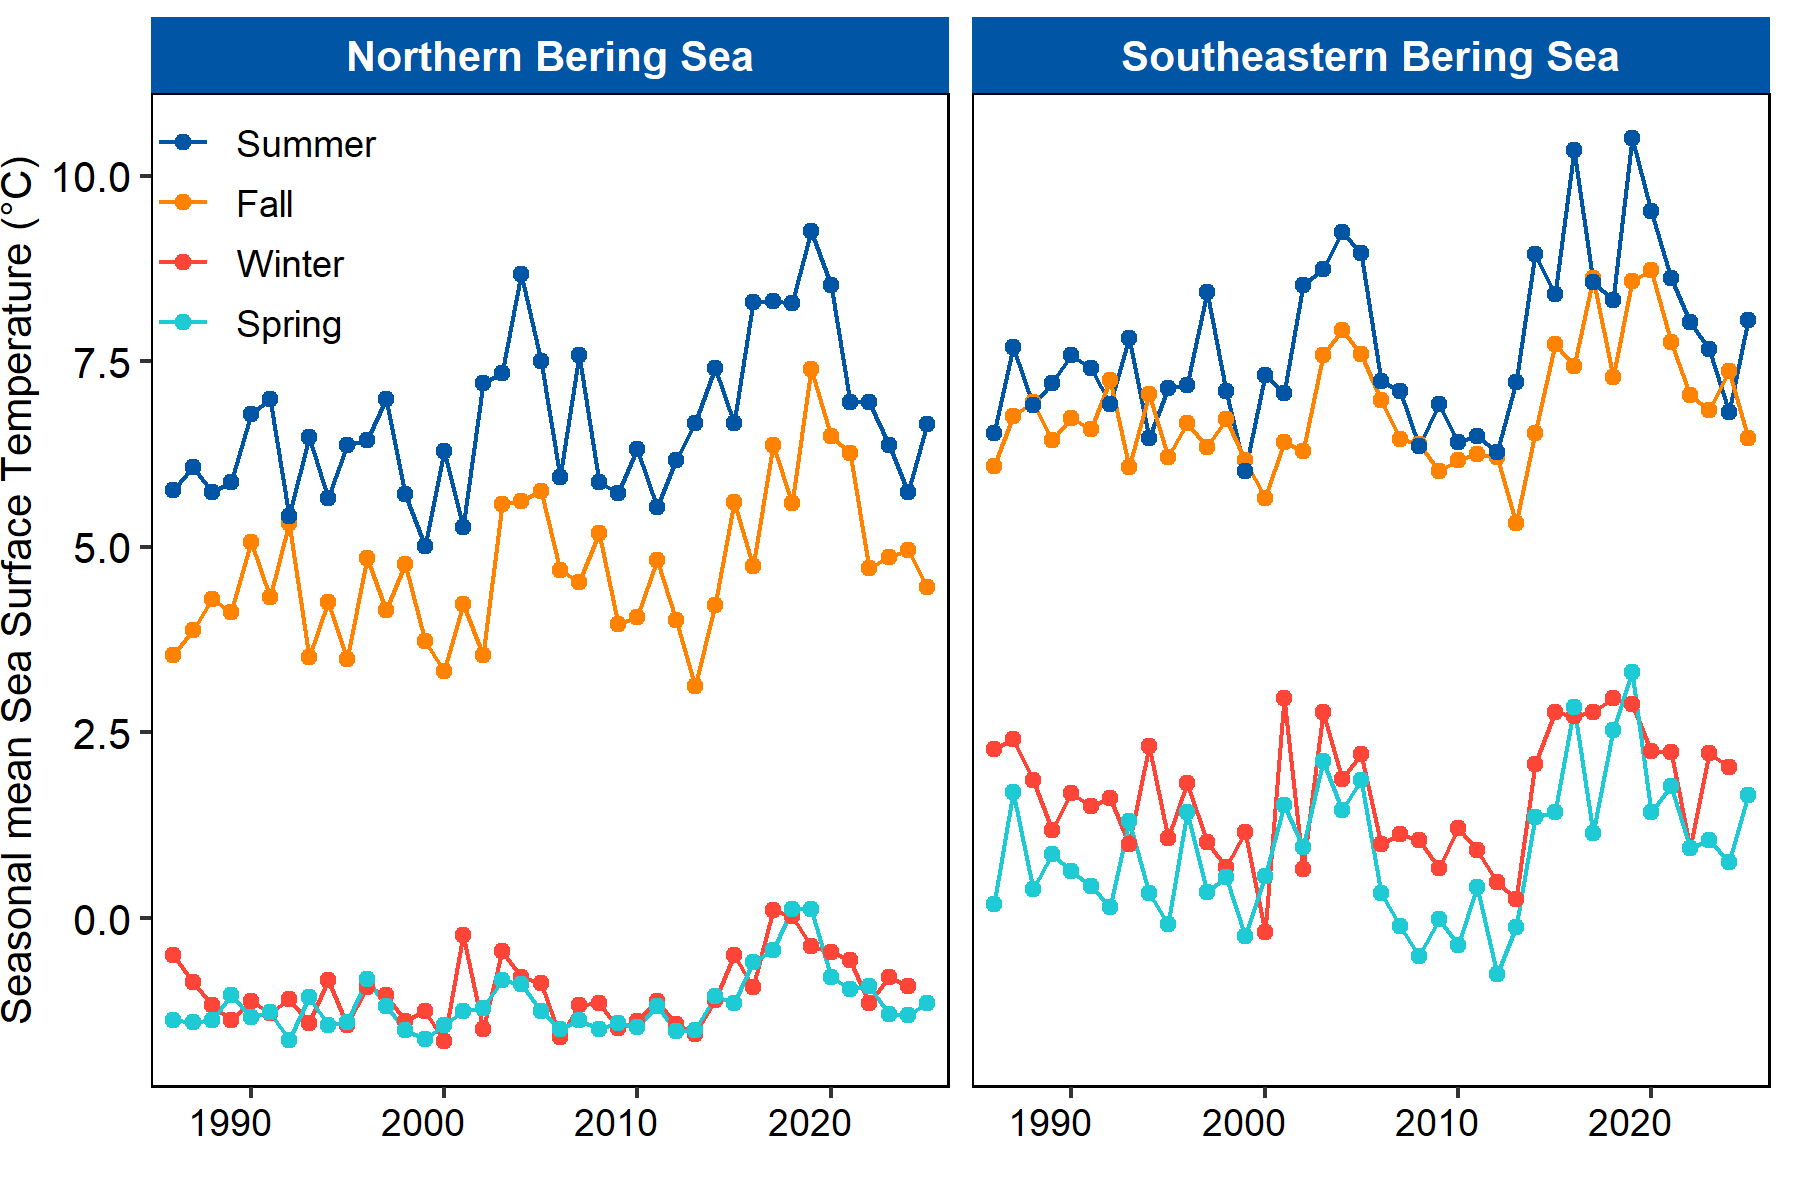 Northern Bering Sea
Southeastern Bering Sea
Seasonal mean Sea Surface Temperature (°C)
Summer
Fall
Winter
Spring
10.0
7.5
5.0
2.5
0.0
1990 2000 2010 2020
1990 2000 2010 2020